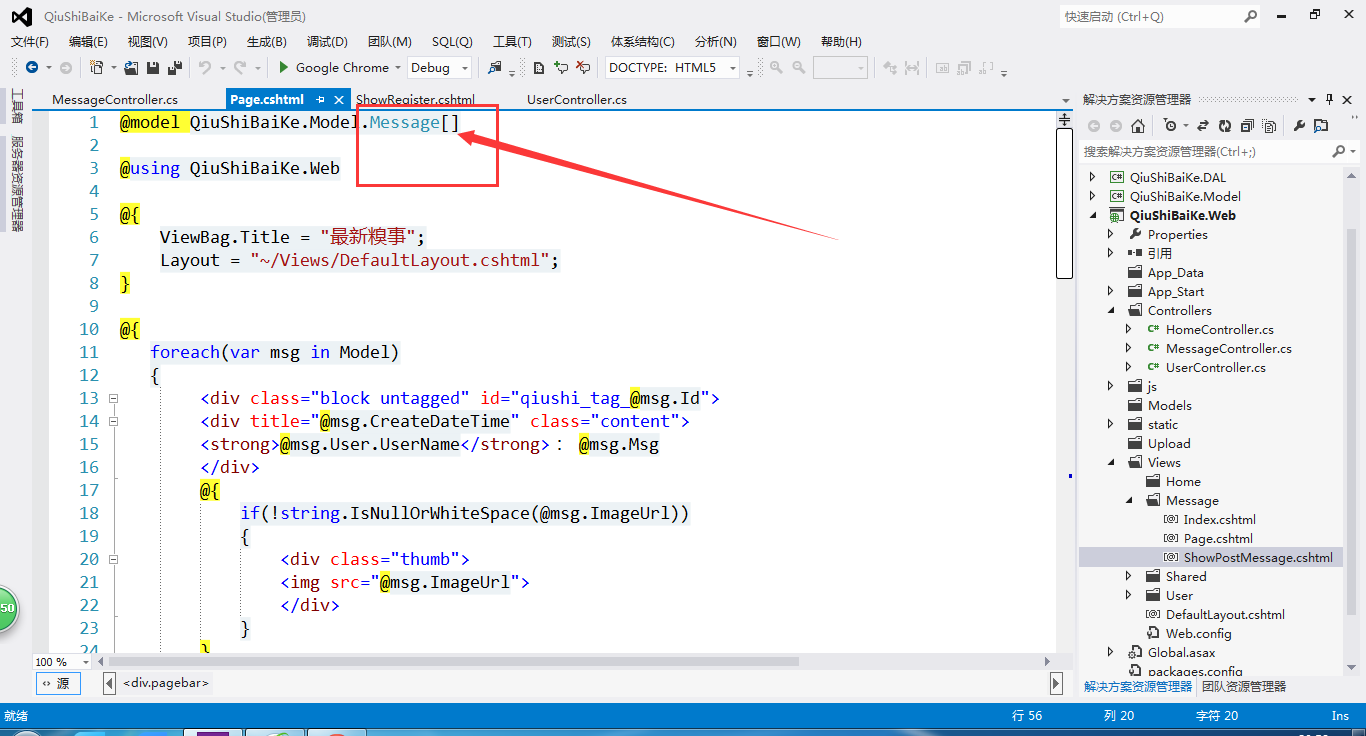 QiuShiBaiKe - Microsoft Visual Studio(管理员)
快速启动 (Ctrl+Q)
文件(F) 编辑(E) 视图(V) 项目(P) 生成(B) 调试(D) 团队(M) SQL(Q) 工具(T) 测试(S) 体系结构(C) 分析(N) 窗口(W) 帮助(H)
Google Chrome Debug DOCTYPE: HTML5
工具箱
服务器资源管理器
MessageController.cs Page.cshtml ShowRegister.cshtml UserController.cs
1 @model QiuShiBaiKe.Model.Message[]
2
3 @using QiuShiBaiKe.Web
4
5 @{
6 ViewBag.Title = "最新糗事";
7 Layout = "~/Views/DefaultLayout.cshtml";
8 }
9
10 @{
11 foreach(var msg in Model)
12 {
13 <div class="block untagged" id="qiushi_tag_@msg.Id">
14 <div title="@msg.CreateDateTime" class="content">
15 <strong>@msg.User.UserName</strong>： @msg.Msg
16 </div>
17 @{
18 if(!string.IsNullOrWhiteSpace(@msg.ImageUrl))
19 {
20 <div class="thumb">
21 <img src="@msg.ImageUrl">
22 </div>
23 }
24 }
100 %
源 <div.pagebar>
解决方案资源管理器
搜索解决方案资源管理器(Ctrl+;)
QiuShiBaiKe.DAL
QiuShiBaiKe.Model
QiuShiBaiKe.Web
Properties
引用
App_Data
App_Start
Controllers
HomeController.cs
MessageController.cs
UserController.cs
js
Models
static
Upload
Views
Home
Message
Index.cshtml
Page.cshtml
ShowPostMessage.cshtml
Shared
User
DefaultLayout.cshtml
Web.config
Global.asax
packages.config
解决方案资源管理器 团队资源管理器
50
就绪 行 56 列 20 字符 20 Ins